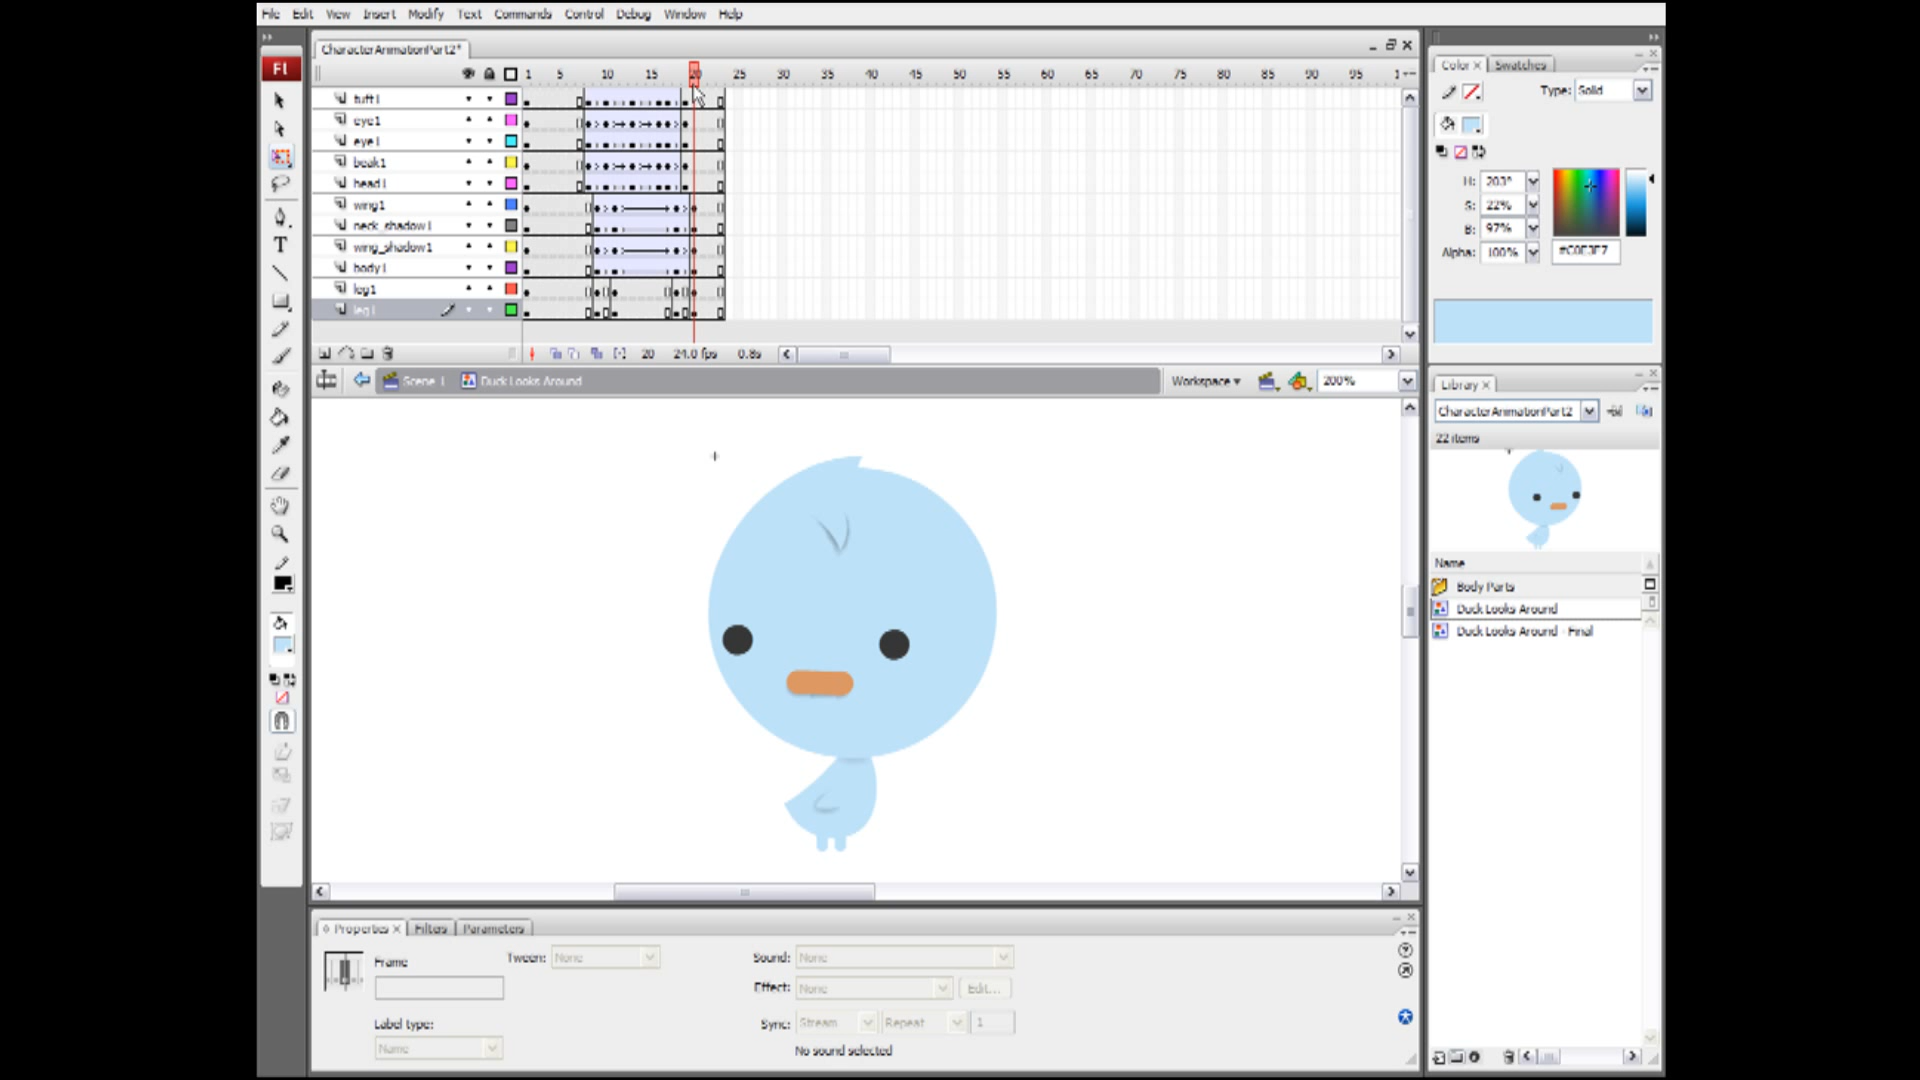 File Edit View Insert Modify Text Commands Control Debug Window Help
CharacterAnimationPart2*
Fl
1 5 10 15 20 25 30 35 40 45 50 55 60 65 70 75 80 85 90 95 1
tuft1
eye1
eye1
beak1
head1
wing1
neck_shadow1
wing_shadow1
body1
leg1
leg1
20 24.0 fps 0.8s
Scene 1 Duck Looks Around Workspace 200%
Properties Filters Parameters
Frame
Tween: None
Label type:
Name
Sound: None
Effect: None Edit...
Sync: Stream Repeat 1
No sound selected
Color Swatches
Type: Solid
H: 203°
S: 22%
B: 97%
Alpha: 100% #C0E3F7
Library
CharacterAnimationPart2
22 items
Name
Body Parts
Duck Looks Around
Duck Looks Around - Final